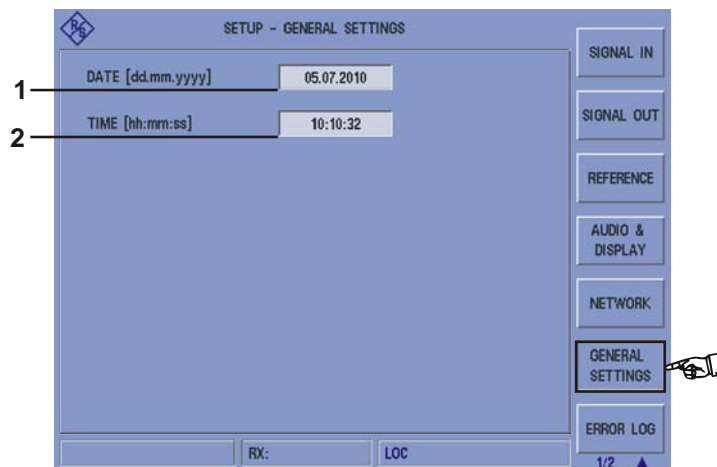 R&S
SETUP - GENERAL SETTINGS
1
DATE [dd.mm.yyyy]
05.07.2010
2
TIME [hh:mm:ss]
10:10:32
SIGNAL IN
SIGNAL OUT
REFERENCE
AUDIO &
DISPLAY
NETWORK
GENERAL
SETTINGS
ERROR LOG
RX:
LOC
1/2